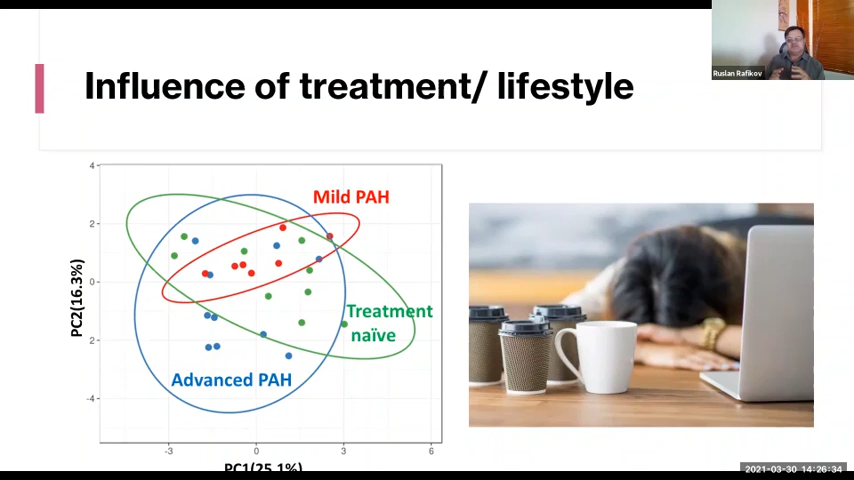 Ruslan Rafikov
Influence of treatment/ lifestyle
4
2
0
2
-4
-3
0
3
6
PC2(16.3%)
PC1(25.1%)
Mild PAH
Treatment
naïve
Advanced PAH
2021-03-30 14:26:34